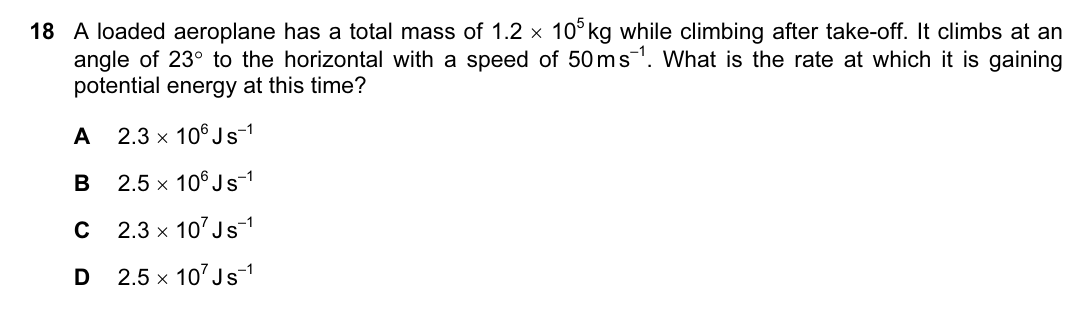 18 A loaded aeroplane has a total mass of 1.2 × 10⁵ kg while climbing after take-off. It climbs at an
angle of 23° to the horizontal with a speed of 50 m s⁻¹. What is the rate at which it is gaining
potential energy at this time?
A 2.3 × 10⁶ J s⁻¹
B 2.5 × 10⁶ J s⁻¹
C 2.3 × 10⁷ J s⁻¹
D 2.5 × 10⁷ J s⁻¹